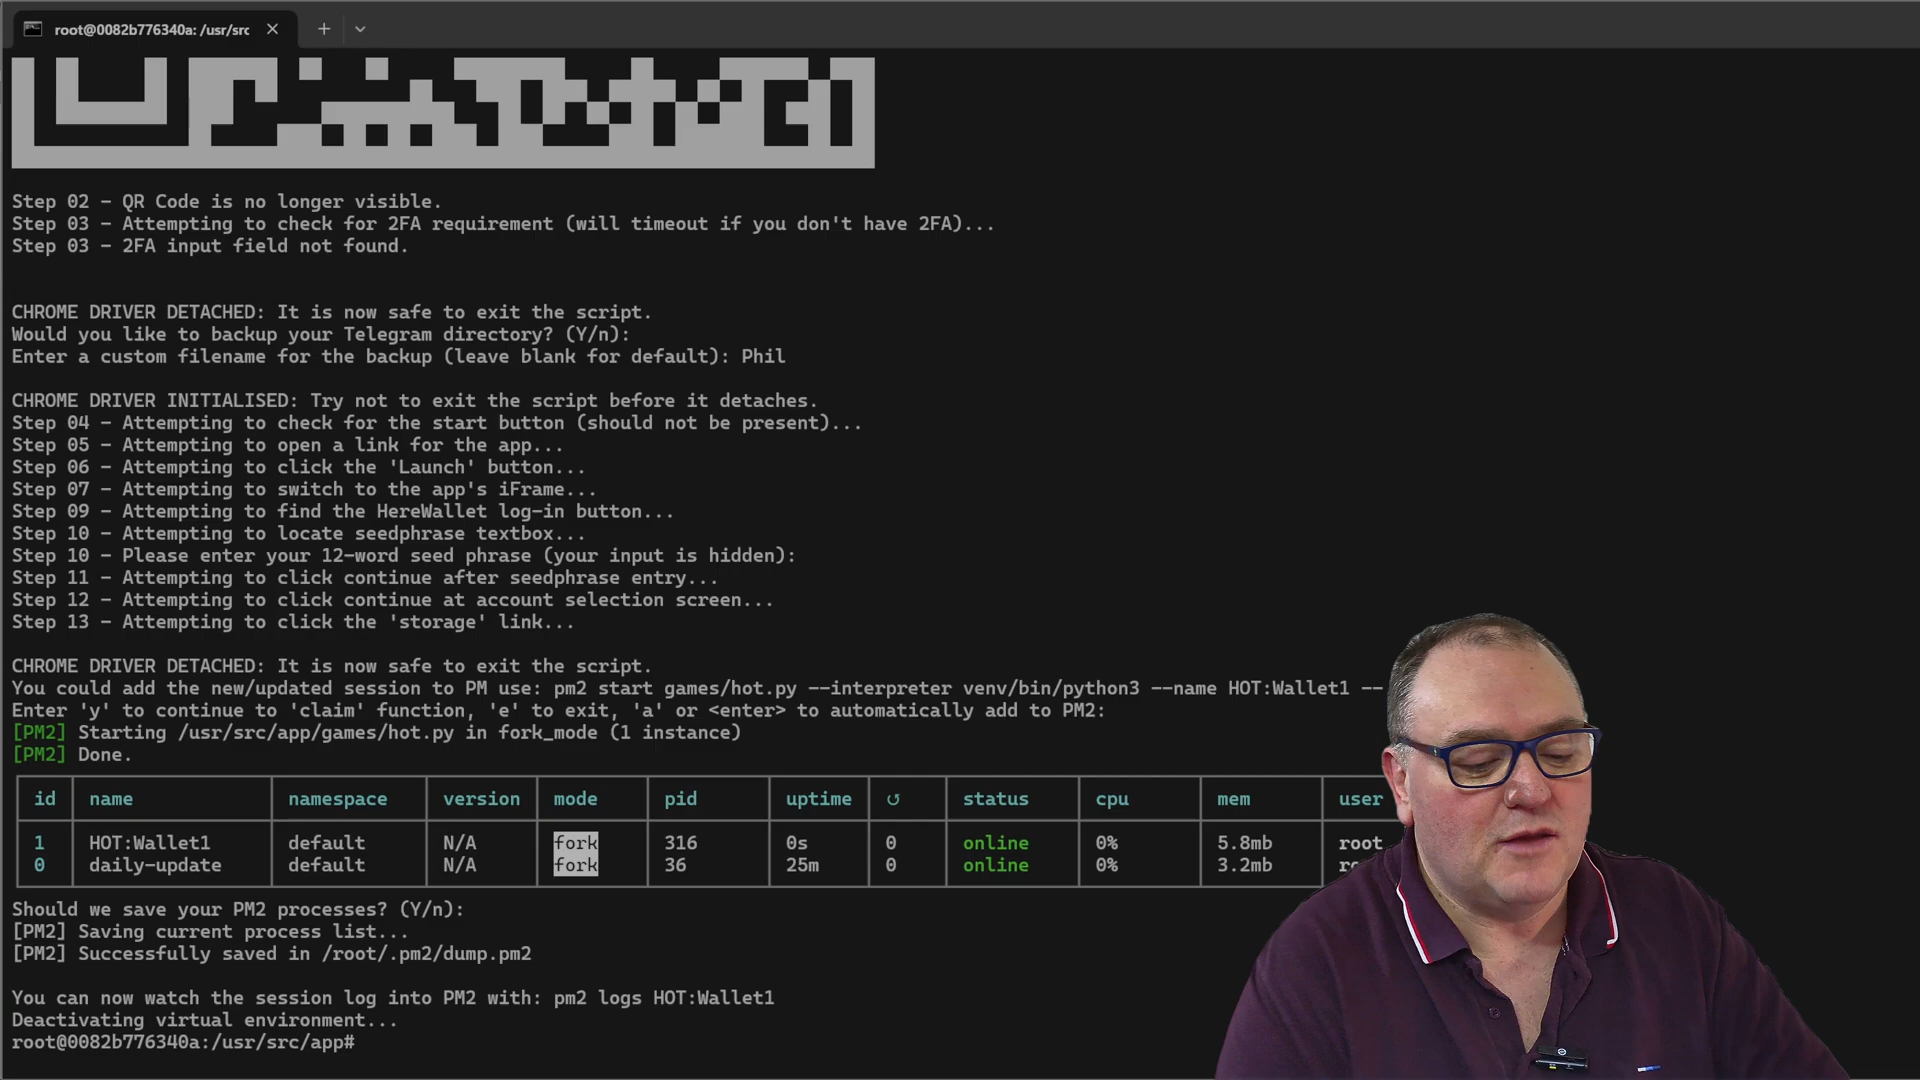 root@0082b776340a: /usr/src
Step 02 - QR Code is no longer visible.
Step 03 - Attempting to check for 2FA requirement (will timeout if you don't have 2FA)...
Step 03 - 2FA input field not found.
CHROME DRIVER DETACHED: It is now safe to exit the script.
Would you like to backup your Telegram directory? (Y/n):
Enter a custom filename for the backup (leave blank for default): Phil
CHROME DRIVER INITIALISED: Try not to exit the script before it detaches.
Step 04 - Attempting to check for the start button (should not be present)...
Step 05 - Attempting to open a link for the app...
Step 06 - Attempting to click the 'Launch' button...
Step 07 - Attempting to switch to the app's iFrame...
Step 09 - Attempting to find the HereWallet log-in button...
Step 10 - Attempting to locate seedphrase textbox...
Step 10 - Please enter your 12-word seed phrase (your input is hidden):
Step 11 - Attempting to click continue after seedphrase entry...
Step 12 - Attempting to click continue at account selection screen...
Step 13 - Attempting to click the 'storage' link...
CHROME DRIVER DETACHED: It is now safe to exit the script.
You could add the new/updated session to PM use: pm2 start games/hot.py --interpreter venv/bin/python3 --name HOT:Wallet1 --
Enter 'y' to continue to 'claim' function, 'e' to exit, 'a' or <enter> to automatically add to PM2:
[PM2] Starting /usr/src/app/games/hot.py in fork_mode (1 instance)
[PM2] Done.
id name namespace version mode pid uptime ↺ status cpu mem user
1 HOT:Wallet1 default N/A fork 316 0s 0 online 0% 5.8mb root
0 daily-update default N/A fork 36 25m 0 online 0% 3.2mb
Should we save your PM2 processes? (Y/n):
[PM2] Saving current process list...
[PM2] Successfully saved in /root/.pm2/dump.pm2
You can now watch the session log into PM2 with: pm2 logs HOT:Wallet1
Deactivating virtual environment...
root@0082b776340a:/usr/src/app#